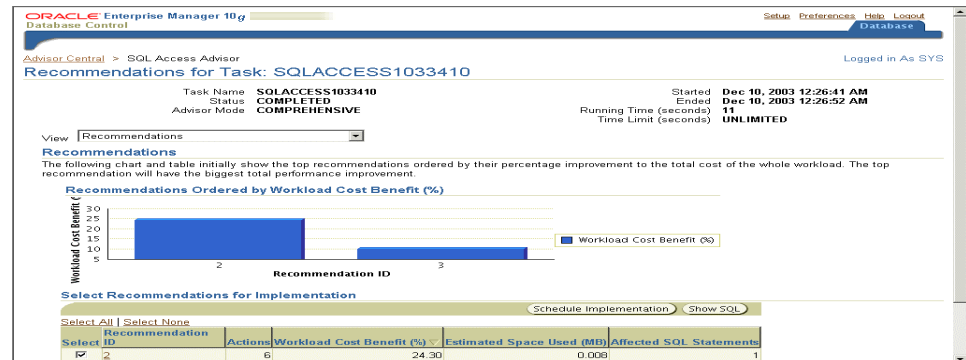 ORACLE Enterprise Manager 10g
Database Control
Setup Preferences Help Logout
Database
Advisor Central > SQL Access Advisor
Logged in As SYS
Recommendations for Task: SQLACCESS1033410
Task Name SQLACCESS1033410
Status COMPLETED
Advisor Mode COMPREHENSIVE
Started Dec 10, 2003 12:26:41 AM
Ended Dec 10, 2003 12:26:52 AM
Running Time (seconds) 11
Time Limit (seconds) UNLIMITED
View Recommendations
Recommendations
The following chart and table initially show the top recommendations ordered by their percentage improvement to the total cost of the whole workload. The top
recommendation will have the biggest total performance improvement.
Recommendations Ordered by Workload Cost Benefit (%)
Workload Cost Benefit (
30
25
20
15
10
5
2
3
Recommendation ID
Workload Cost Benefit (%)
Select Recommendations for Implementation
Schedule Implementation Show SQL
Select All | Select None
Select Recommendation ID Actions Workload Cost Benefit (%) Estimated Space Used (MB) Affected SQL Statements
2 6 24.30 0.008 1